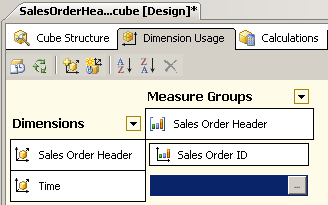 SalesOrderHea...cube [Design]*
Cube Structure Dimension Usage Calculations
Measure Groups
Dimensions Sales Order Header
Sales Order Header Sales Order ID
Time ...